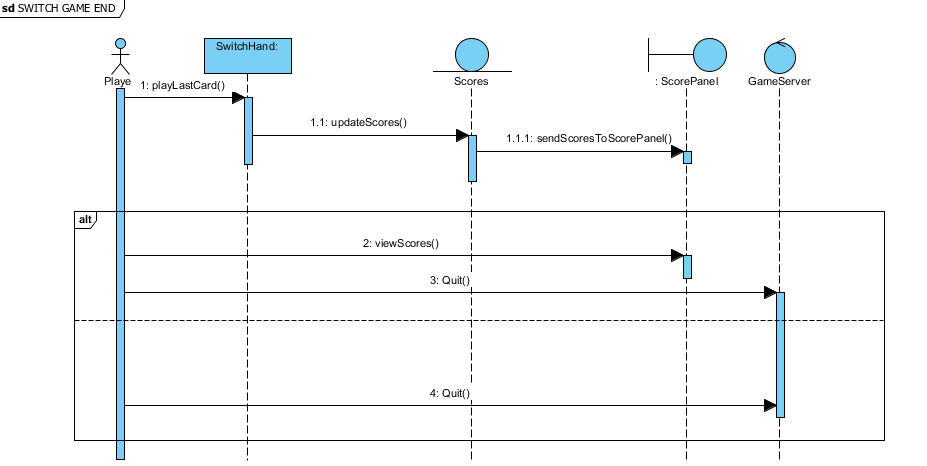 sd SWITCH GAME END
SwitchHand:
Playe
Scores
: ScorePanel
GameServer
1: playLastCard()
1.1: updateScores()
1.1.1: sendScoresToScorePanel()
alt
2: viewScores()
3: Quit()
4: Quit()